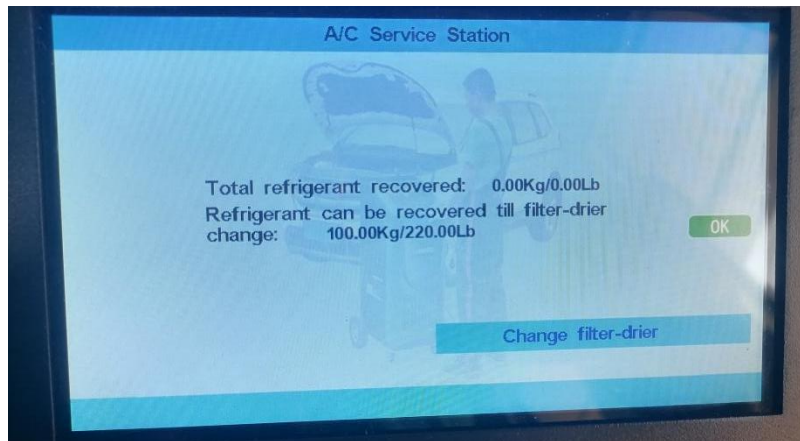 A/C Service Station
Total refrigerant recovered: 0.00Kg/0.00Lb
Refrigerant can be recovered till filter-drier
change: 100.00Kg/220.00Lb
OK
Change filter-drier